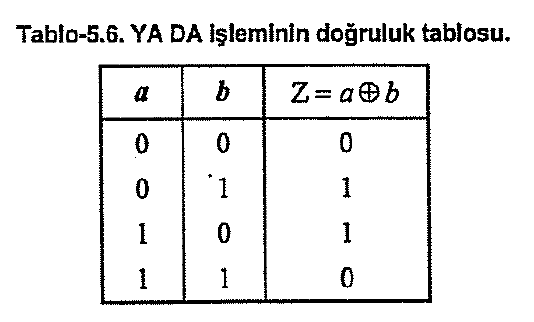 Tablo-5.6. YA DA işleminin doğruluk tablosu.
a b Z = a⊕b
0 0 0
0 1 1
1 0 1
1 1 0